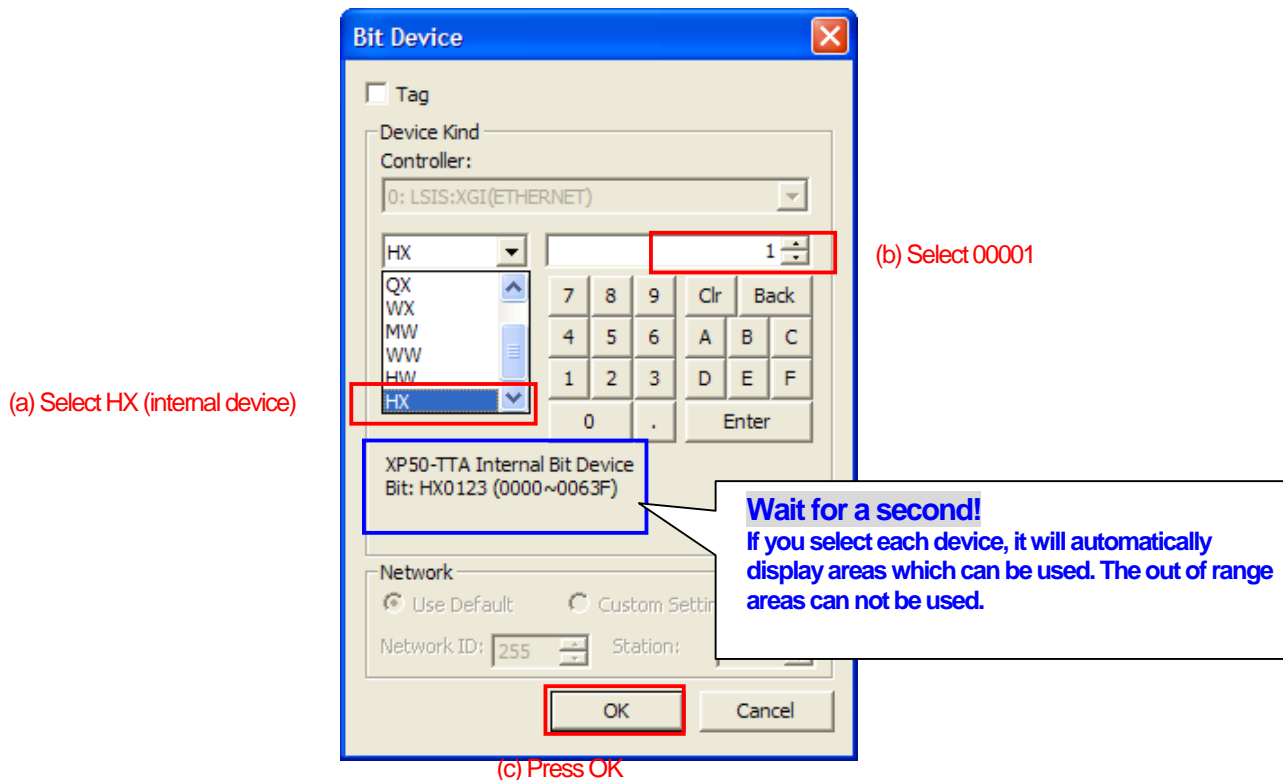 Bit Device
Tag
Device Kind
Controller:
0: LSIS:XGI(ETHERNET)
HX
1
(b) Select 00001
QX
WX
MW
WW
HW
HX
7 8 9 Clr Back
4 5 6 A B C
1 2 3 D E F
0 . Enter
(a) Select HX (internal device)
XP50-TTA Internal Bit Device
Bit: HX0123 (0000~0063F)
Wait for a second!
If you select each device, it will automatically
display areas which can be used. The out of range
areas can not be used.
Network
Use Default Custom
Network ID: 255 Station:
OK Cancel
(c) Press OK